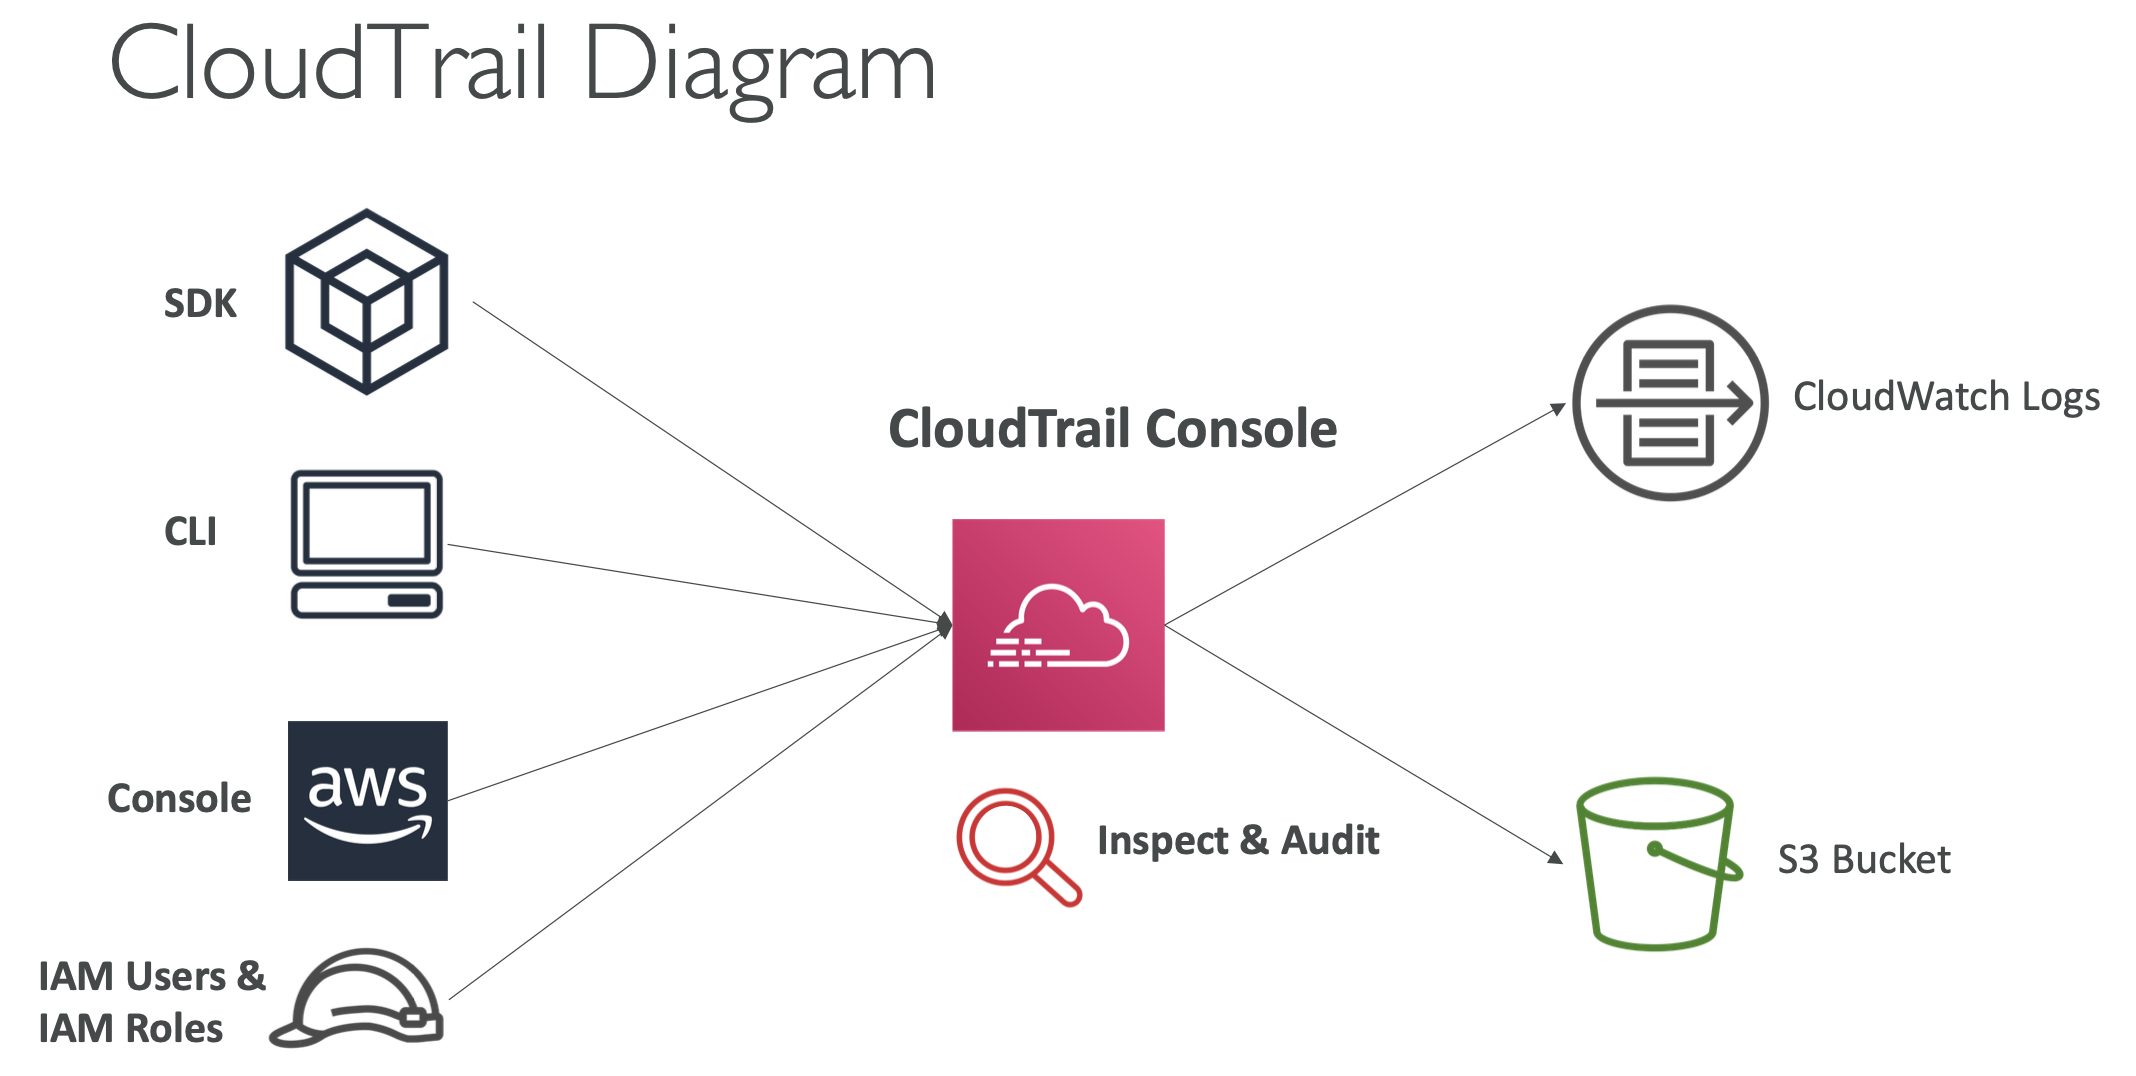 CloudTrail Diagram
SDK
CLI
Console
aws
IAM Users &
IAM Roles
CloudTrail Console
Inspect & Audit
CloudWatch Logs
S3 Bucket